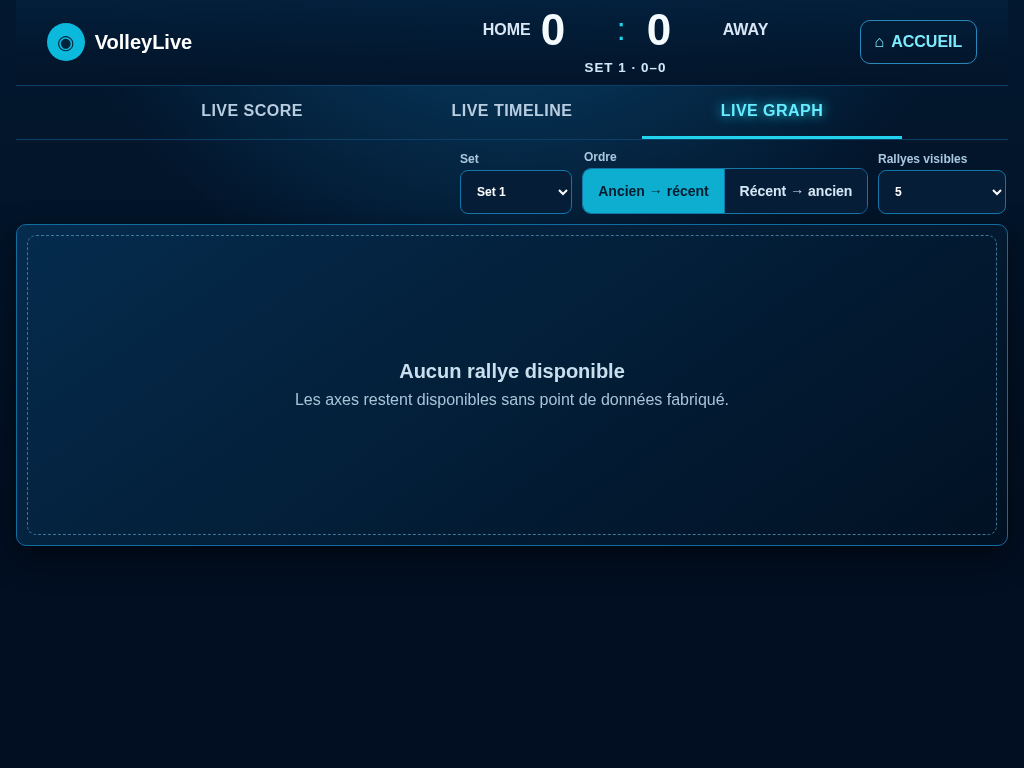 ◉ VolleyLive
HOME 0 : 0 AWAY
SET 1 · 0–0
⌂ ACCUEIL
LIVE SCORE
LIVE TIMELINE
LIVE GRAPH
Set
Set 1
Ordre
Ancien → récent
Récent → ancien
Rallyes visibles
5
Aucun rallye disponible
Les axes restent disponibles sans point de données fabriqué.